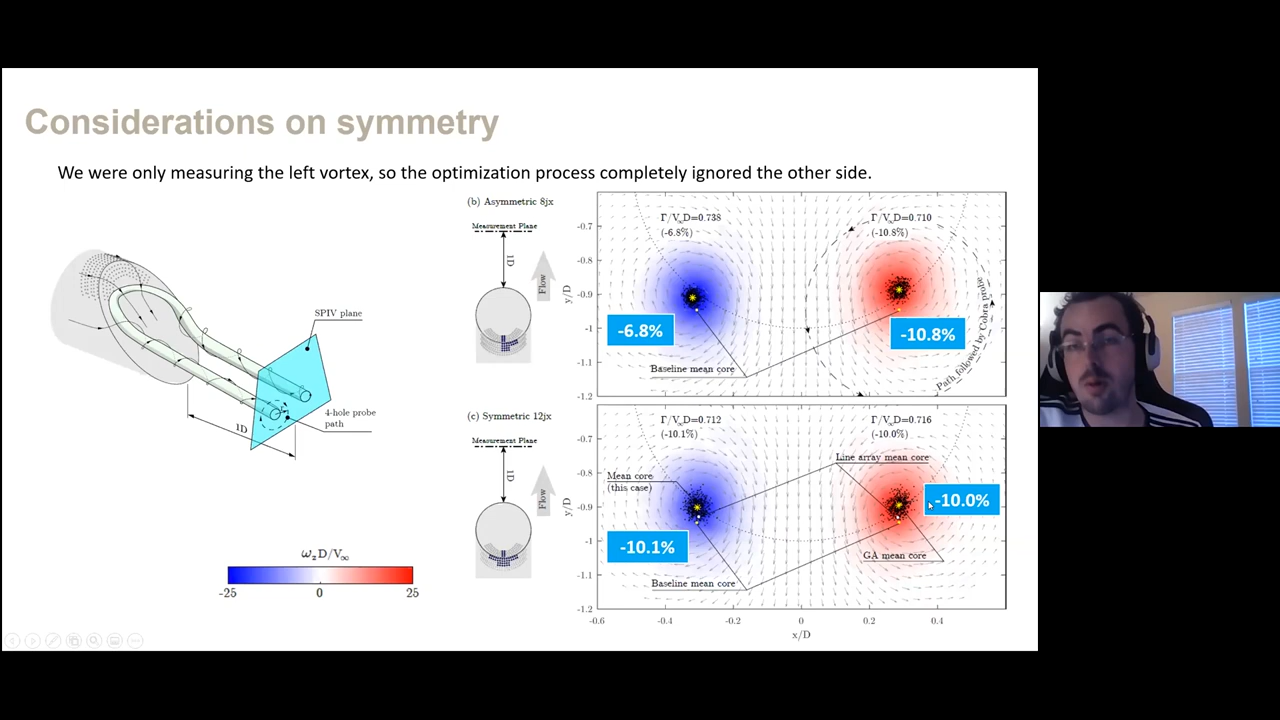 Considerations on symmetry
We were only measuring the left vortex, so the optimization process completely ignored the other side.
SPIV plane
4-hole probe
path
1D
ω_z D/V_∞
-25
0
25
(b) Asymmetric 8jx
Measurement Plane
1D
Flow
y/D
-0.7
-0.8
-0.9
-1
-1.1
-1.2
Γ/V_∞D=0.738
(-6.8%)
Γ/V_∞D=0.710
(-10.8%)
-6.8%
-10.8%
Baseline mean core
Path followed by Cobra probe
(c) Symmetric 12jx
Measurement Plane
1D
Flow
y/D
-0.7
-0.8
-0.9
-1
-1.1
-1.2
Γ/V_∞D=0.712
(-10.1%)
Γ/V_∞D=0.716
(-10.0%)
Line array mean core
Mean core
(this case)
-10.0%
-10.1%
GA mean core
Baseline mean core
-0.6
-0.4
-0.2
0
0.2
0.4
x/D